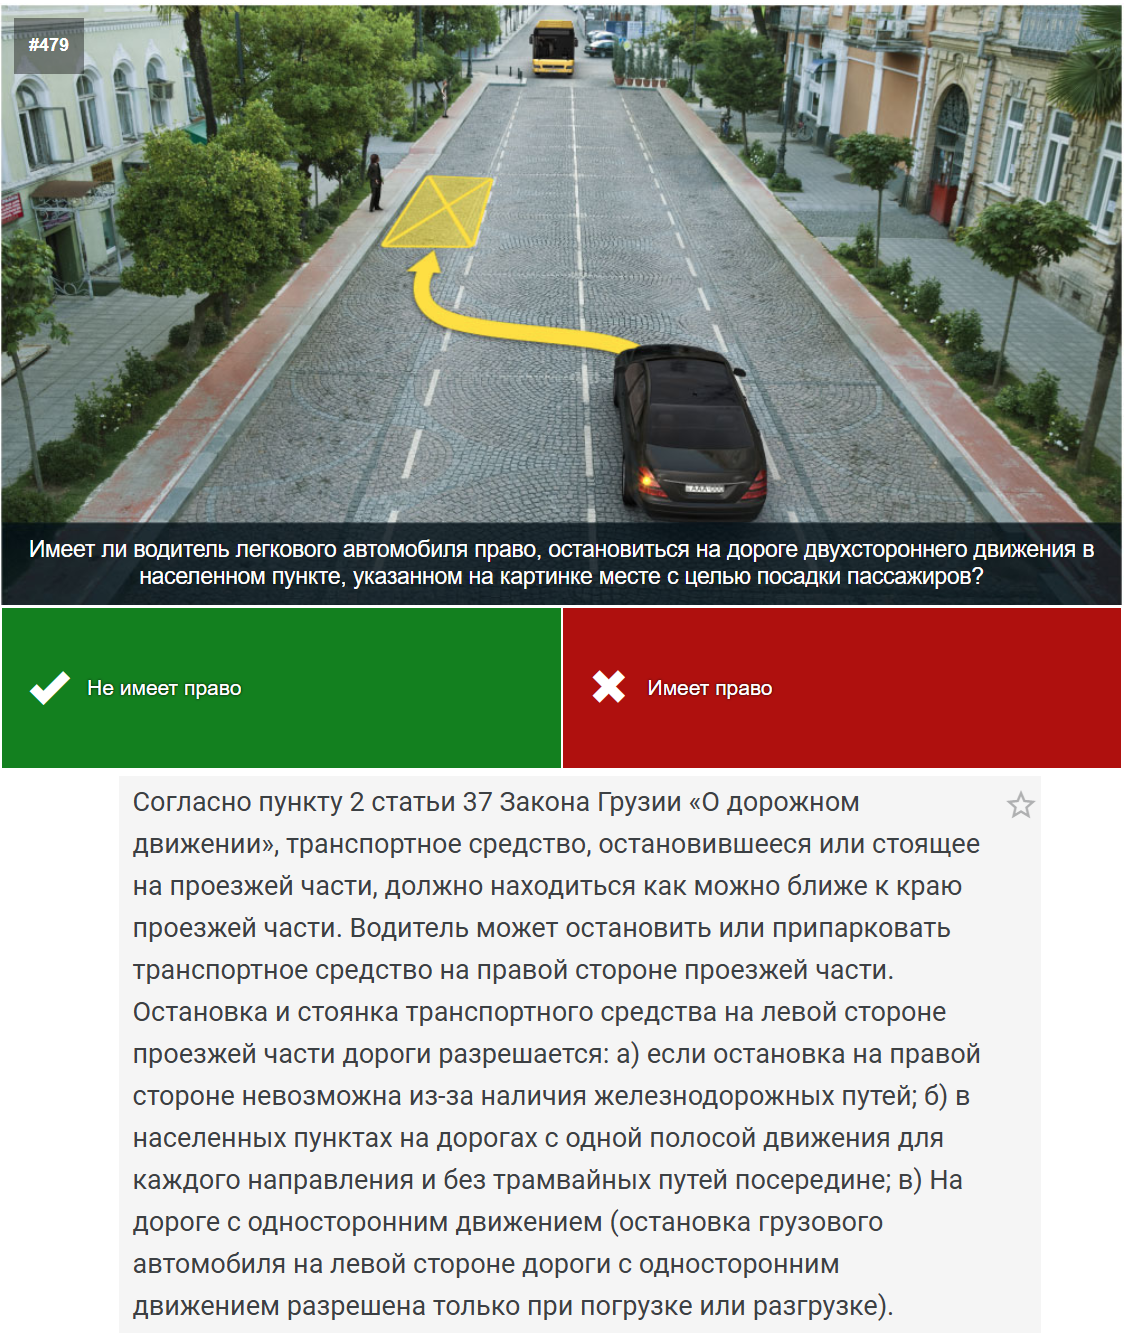 #479
Имеет ли водитель легкового автомобиля право, остановиться на дороге двухстороннего движения в
населенном пункте, указанном на картинке месте с целью посадки пассажиров?
Не имеет право
Имеет право
Согласно пункту 2 статьи 37 Закона Грузии «О дорожном
движении», транспортное средство, остановившееся или стоящее
на проезжей части, должно находиться как можно ближе к краю
проезжей части. Водитель может остановить или припарковать
транспортное средство на правой стороне проезжей части.
Остановка и стоянка транспортного средства на левой стороне
проезжей части дороги разрешается: а) если остановка на правой
стороне невозможна из-за наличия железнодорожных путей; б) в
населенных пунктах на дорогах с одной полосой движения для
каждого направления и без трамвайных путей посередине; в) На
дороге с односторонним движением (остановка грузового
автомобиля на левой стороне дороги с односторонним
движением разрешена только при погрузке или разгрузке).